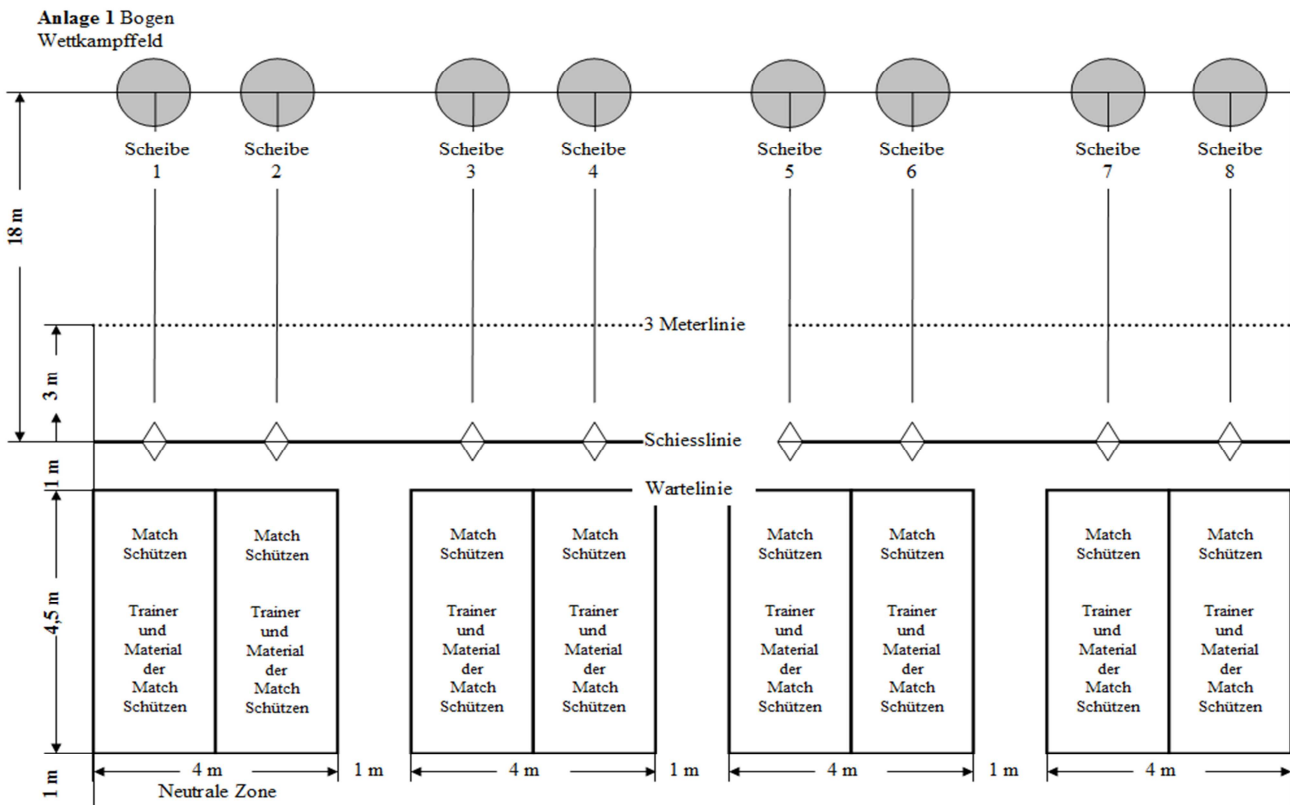 Anlage 1 Bogen
Wettkampffeld
Scheibe Scheibe Scheibe Scheibe Scheibe Scheibe Scheibe Scheibe
1 2 3 4 5 6 7 8
18 m
3 Meterlinie
3 m
Schiesslinie
1 m
Wartelinie
Match Match Match Match Match Match Match Match
Schützen Schützen Schützen Schützen Schützen Schützen Schützen Schützen
4,5 m
Trainer Trainer Trainer Trainer Trainer Trainer Trainer Trainer
und und und und und und und und
Material Material Material Material Material Material Material Material
der der der der der der der der
Match Match Match Match Match Match Match Match
Schützen Schützen Schützen Schützen Schützen Schützen Schützen Schützen
1 m
4 m 1 m 4 m 1 m 4 m 1 m 4 m
Neutrale Zone